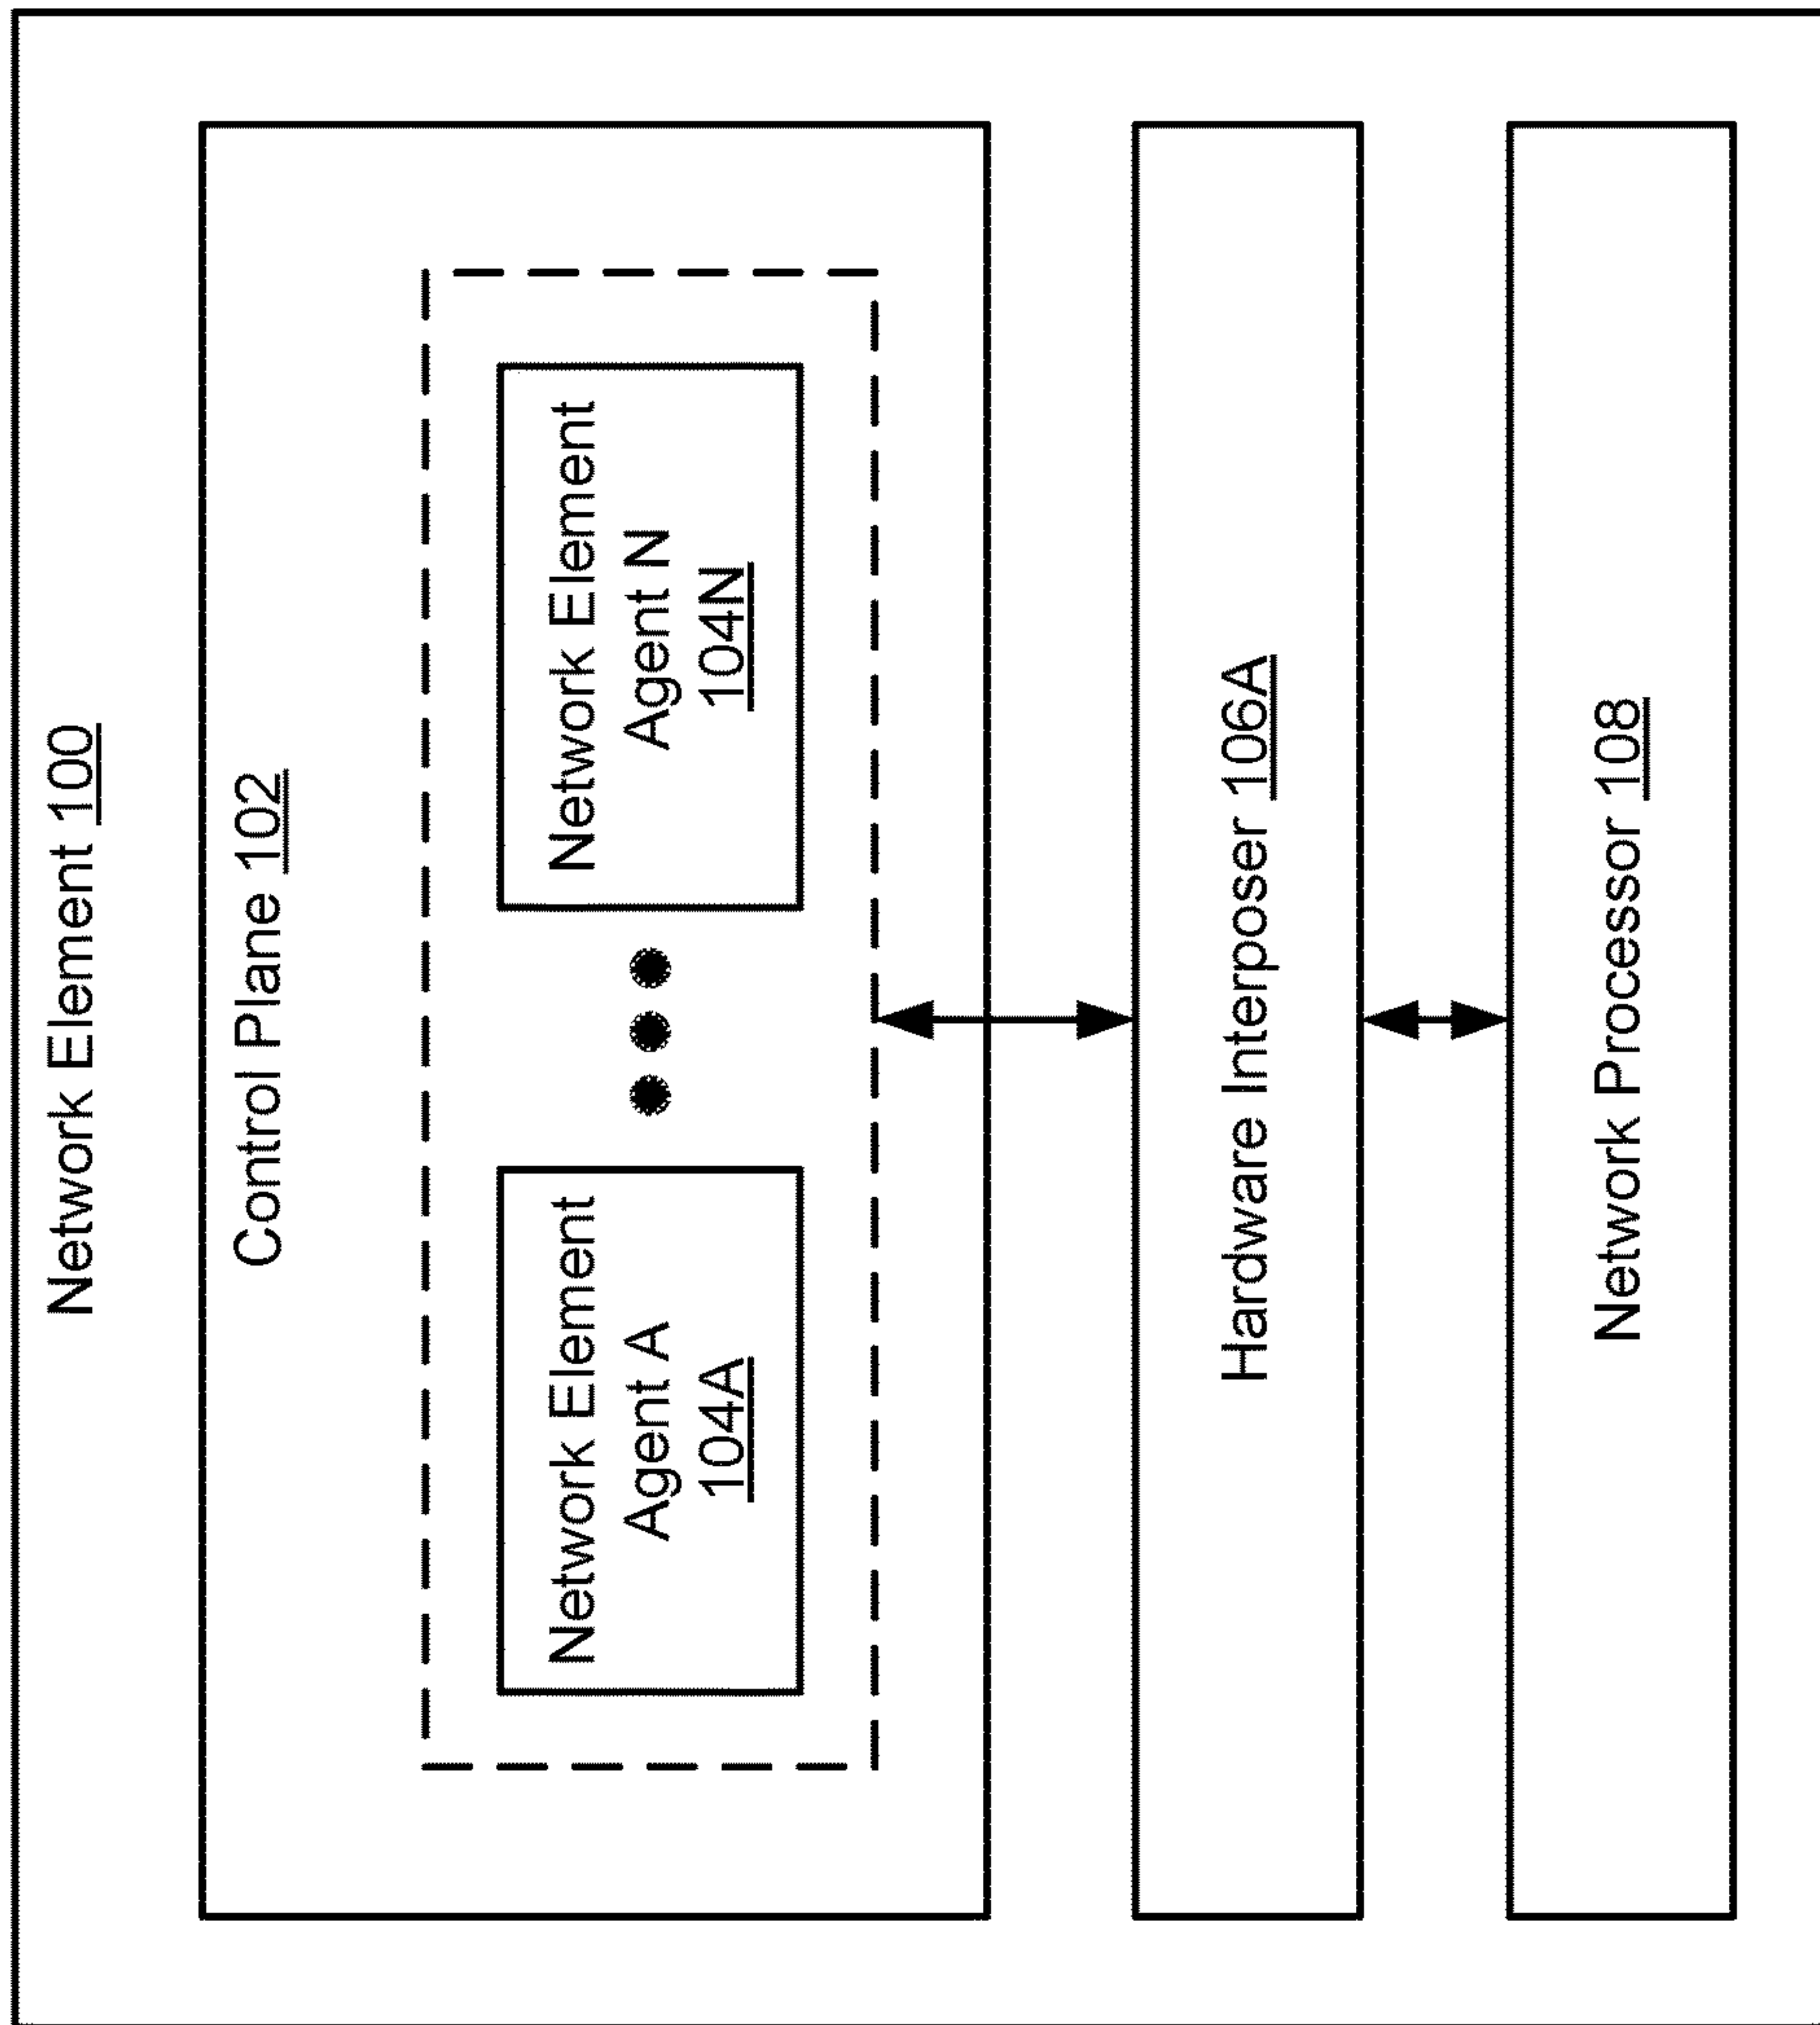 Network Element 100
Control Plane 102
Network Element
Agent A
104A
Network Element
Agent N
104N
Hardware Interposer 106A
Network Processor 108